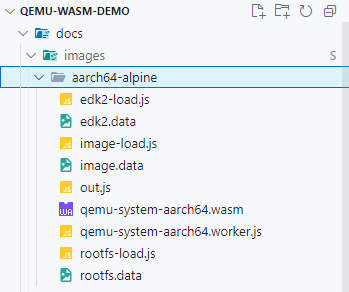 QEMU-WASM-DEMO
docs
images S
aarch64-alpine
JS edk2-load.js
edk2.data
JS image-load.js
image.data
JS out.js
WA qemu-system-aarch64.wasm
JS qemu-system-aarch64.worker.js
JS rootfs-load.js
rootfs.data